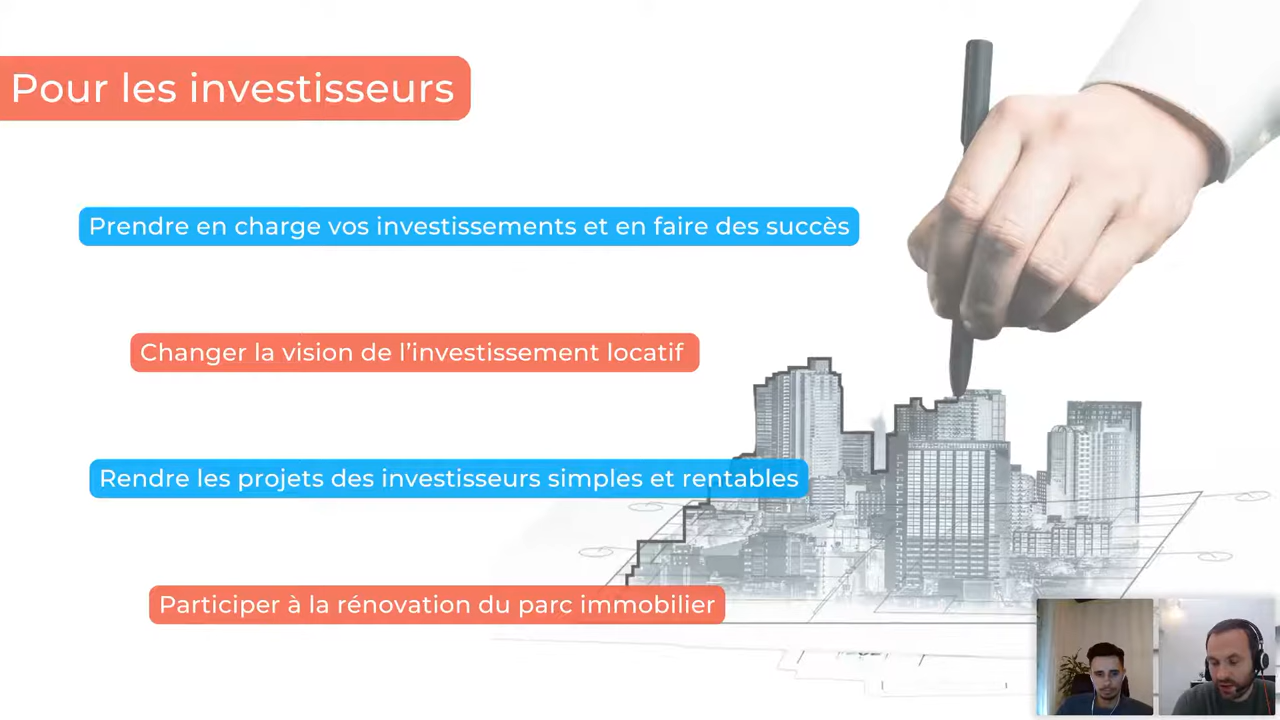 Pour les investisseurs
Prendre en charge vos investissements et en faire des succès
Changer la vision de l’investissement locatif
Rendre les projets des investisseurs simples et rentables
Participer à la rénovation du parc immobilier